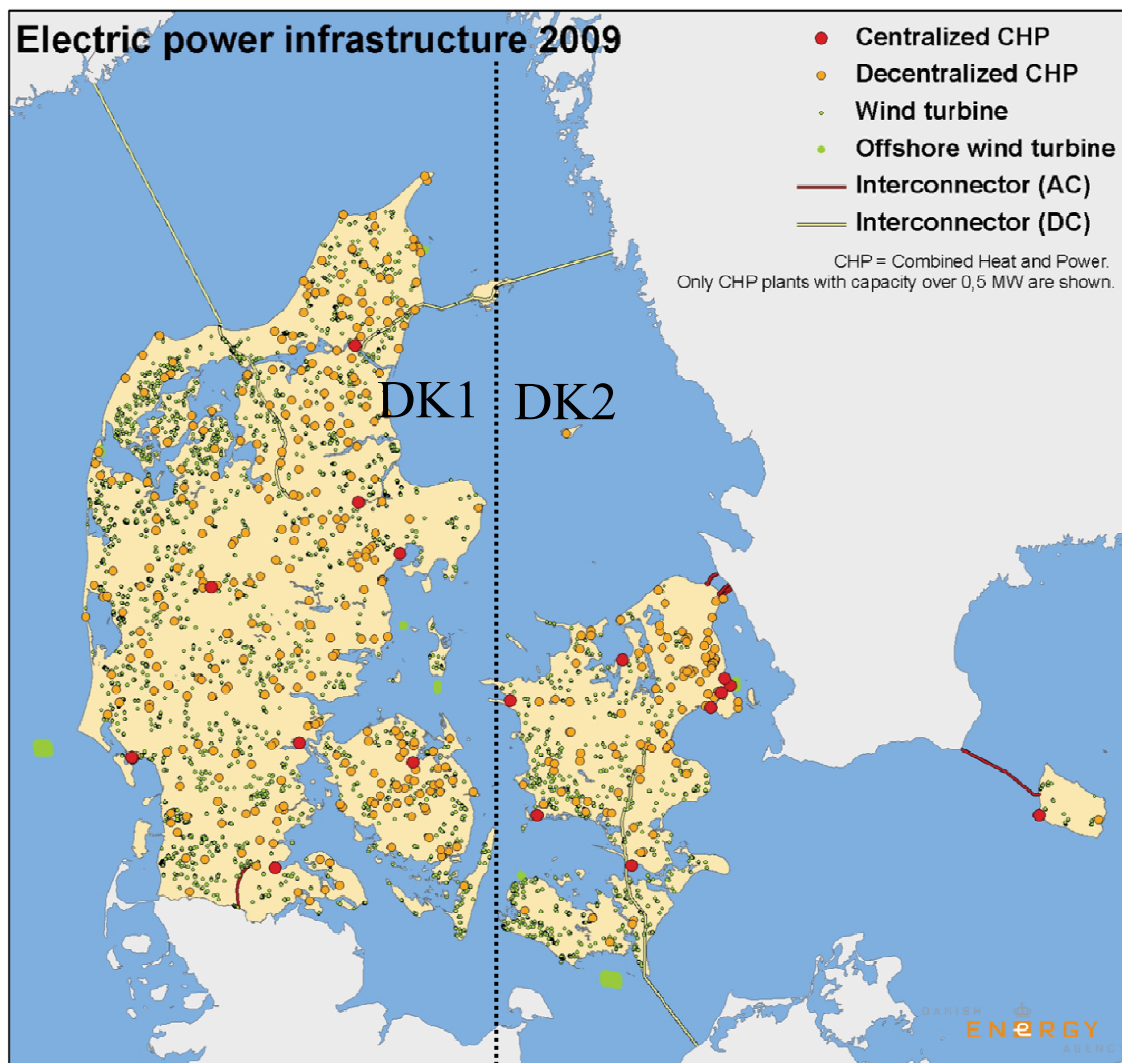 Electric power infrastructure 2009
Centralized CHP
Decentralized CHP
Wind turbine
Offshore wind turbine
Interconnector (AC)
Interconnector (DC)
CHP = Combined Heat and Power.
Only CHP plants with capacity over 0,5 MW are shown.
DK1 DK2
DANISH
ENERGY
AGENCY